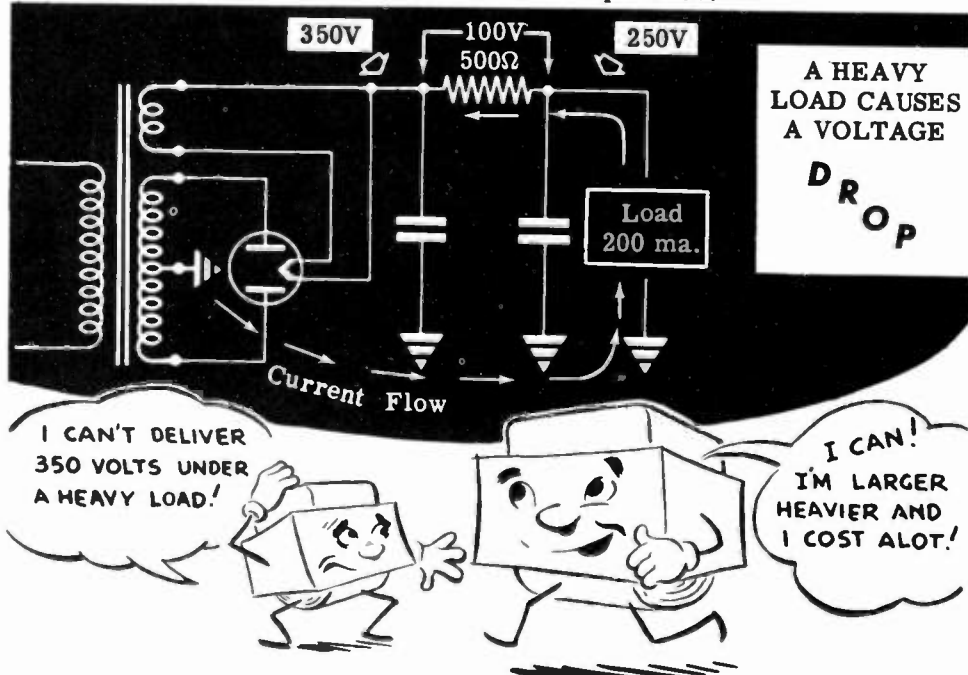 350V
100V
250V
500Ω
A HEAVY
LOAD CAUSES
A VOLTAGE
DROP
Load
200 ma.
Current Flow
I CAN'T DELIVER
350 VOLTS UNDER
A HEAVY LOAD!
I CAN!
I'M LARGER
HEAVIER AND
I COST ALOT!